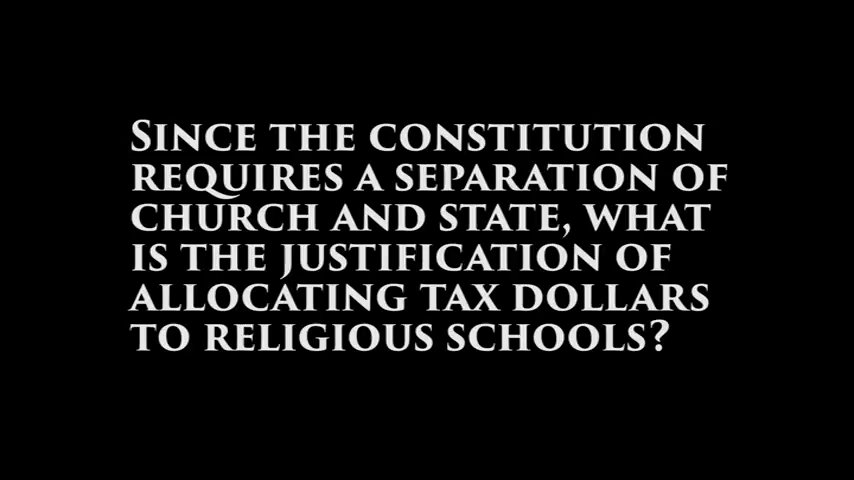 Since the Constitution
requires a separation of
church and state, what
is the justification of
allocating tax dollars
to religious schools?